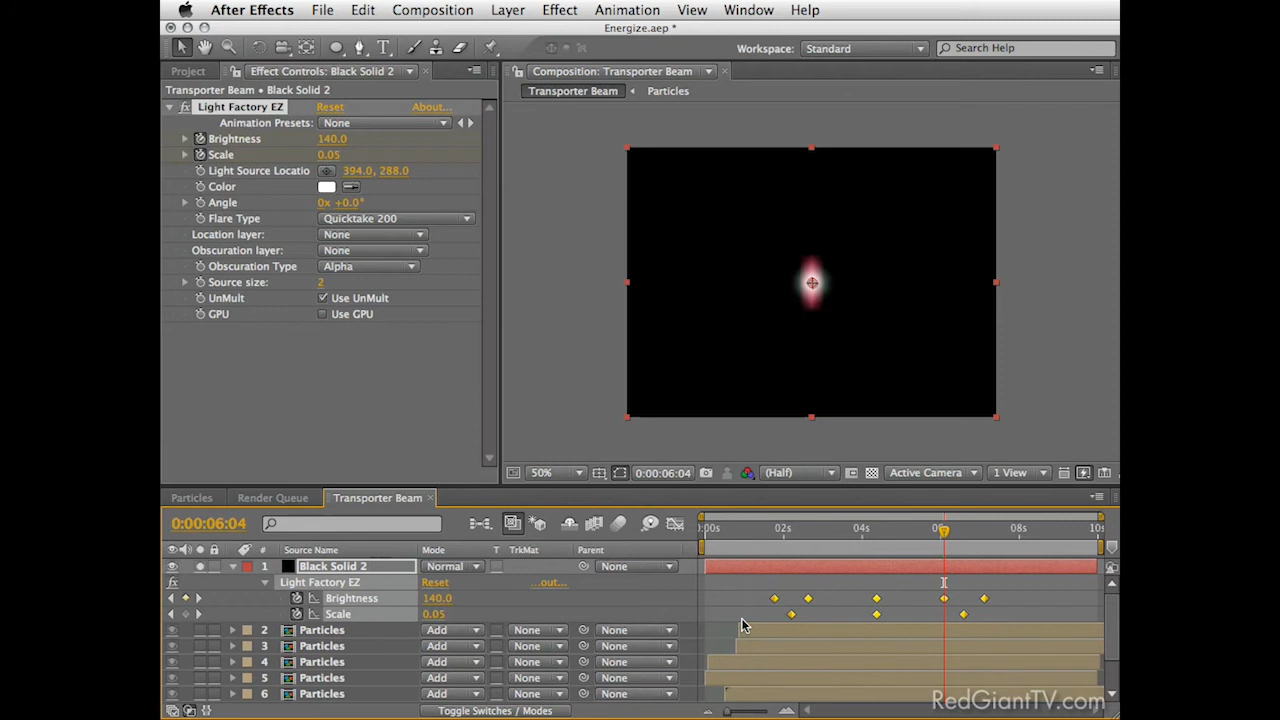 After Effects File Edit Composition Layer Effect Animation View Window Help
Energize.aep *
Workspace: Standard Search Help
Project Effect Controls: Black Solid 2 Composition: Transporter Beam
Transporter Beam • Black Solid 2 Transporter Beam Particles
fx Light Factory EZ Reset About...
Animation Presets: None
Brightness 140.0
Scale 0.05
Light Source Locatio 394.0, 288.0
Color
Angle 0x +0.0°
Flare Type Quicktake 200
Location layer: None
Obscuration layer: None
Obscuration Type Alpha
Source size: 2
UnMult Use UnMult
GPU Use GPU
50% 0:00:06:04 (Half) Active Camera 1 View
Particles Render Queue Transporter Beam
0:00:06:04 02s 04s 08s
# Source Name Mode T TrkMat Parent
1 Black Solid 2 Normal None
fx Light Factory EZ Reset ...out...
Brightness 140.0
Scale 0.05
2 Particles Add None None
3 Particles Add None None
4 Particles Add None None
5 Particles Add None None
6 Particles Add None None
Toggle Switches / Modes
RedGiantTV.com